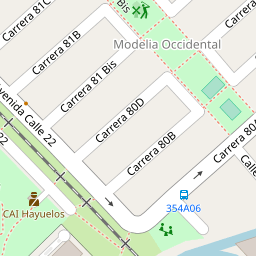 Carrera 81C
Carrera 81B
Modelia Occidental
Carrera 81 Bis
Avenida Calle 22
Carrera 80D
Carrera 80B
Carrera 80A
Calle
354A06
CAI Hayuelos